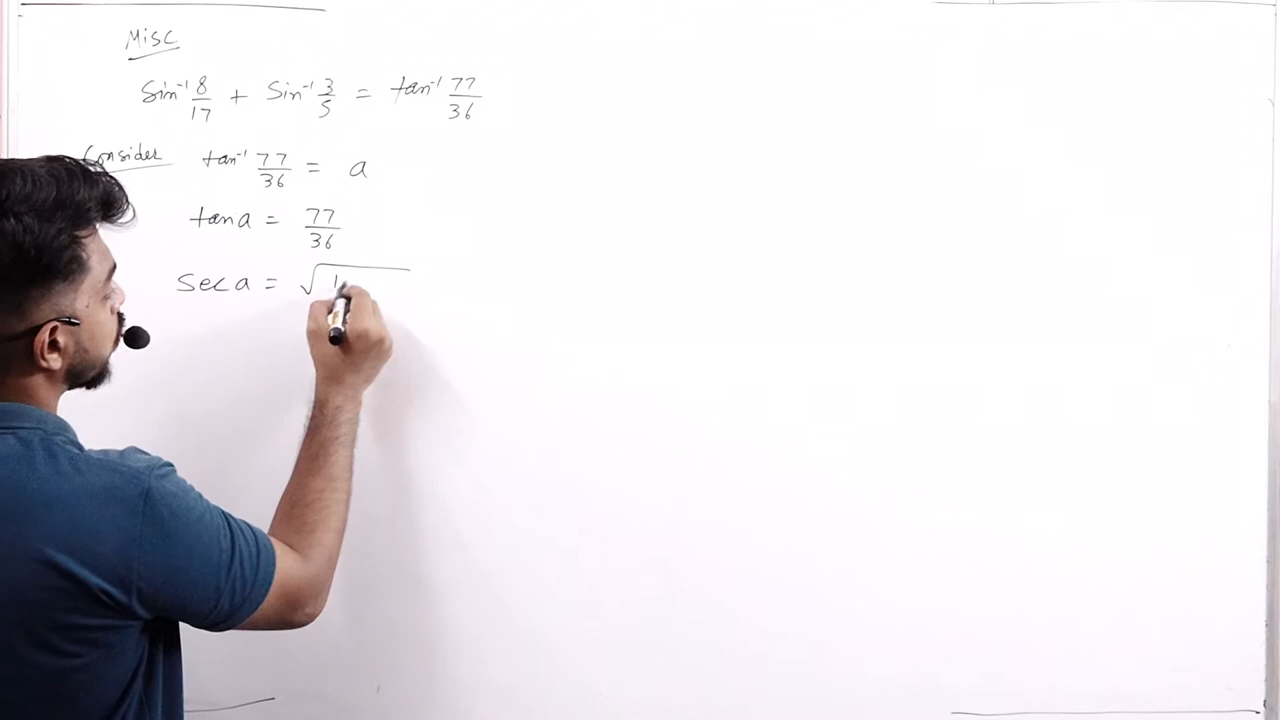 Misc
Sin⁻¹ 8/17 + Sin⁻¹ 3/5 = tan⁻¹ 77/36
Consider tan⁻¹ 77/36 = a
tan a = 77/36
Sec a = √1